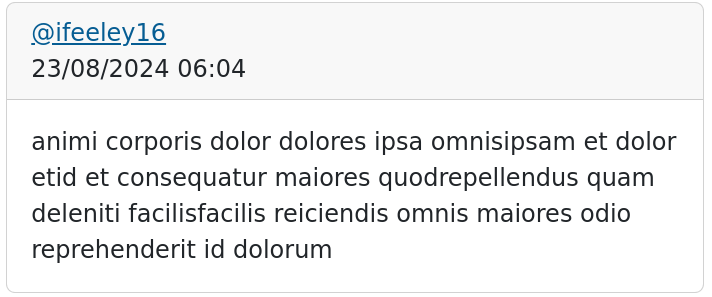 @ifeeley16
23/08/2024 06:04
animi corporis dolor dolores ipsa omnisipsam et dolor
etid et consequatur maiores quodrepellendus quam
deleniti facilisfacilis reiciendis omnis maiores odio
reprehenderit id dolorum